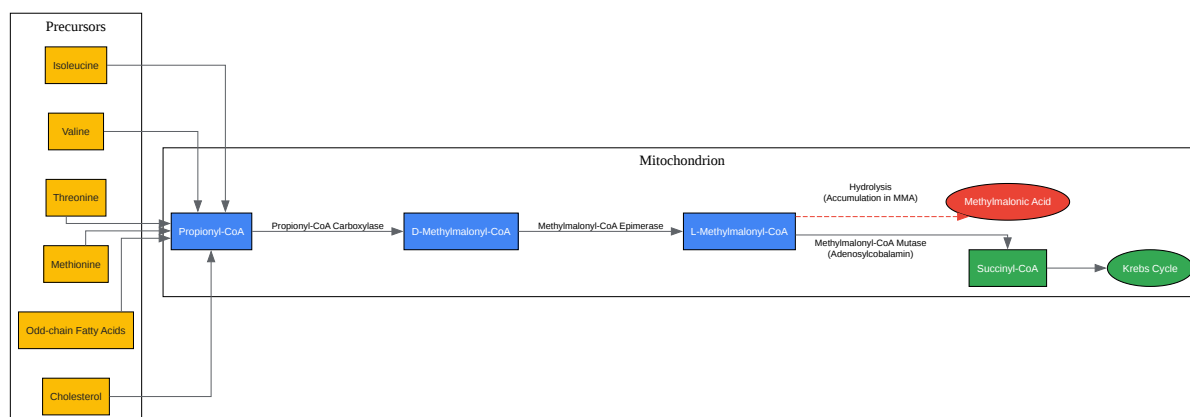 Precursors
Isoleucine
Valine
Threonine
Methionine
Odd-chain Fatty Acids
Cholesterol
Mitochondrion
Propionyl-CoA
Propionyl-CoA Carboxylase
D-Methylmalonyl-CoA
Methylmalonyl-CoA Epimerase
L-Methylmalonyl-CoA
Hydrolysis
(Accumulation in MMA)
Methylmalonic Acid
Methylmalonyl-CoA Mutase
(Adenosylcobalamin)
Succinyl-CoA
Krebs Cycle